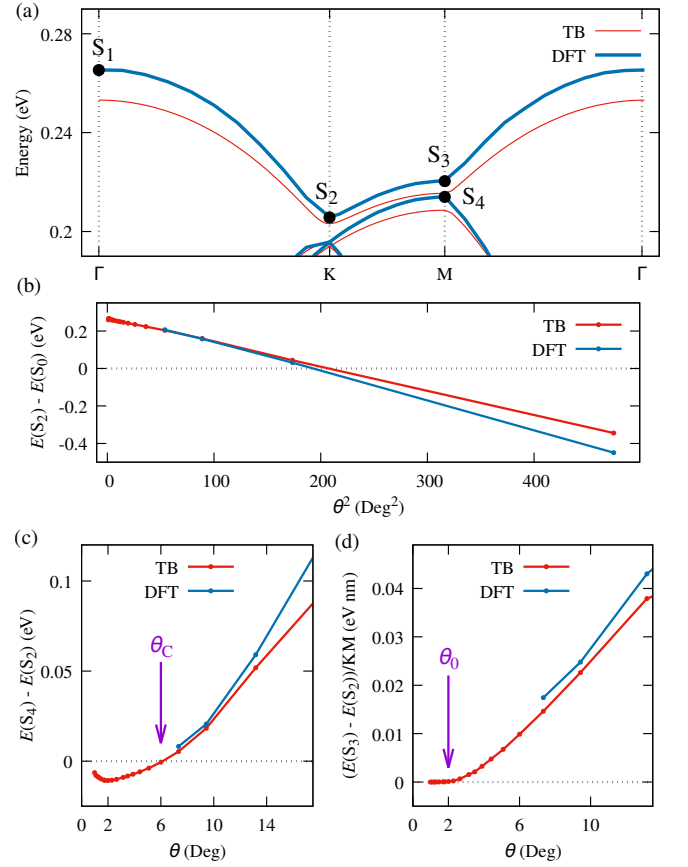 (a)
0.28
0.24
0.2
Energy (eV)
TB
DFT
S1
S2
S3
S4
Γ
K
M
Γ
(b)
0.2
0
-0.2
-0.4
E(S2) - E(S0) (eV)
TB
DFT
0
100
200
300
400
θ² (Deg²)
(c)
0.1
0.05
0
E(S4) - E(S2) (eV)
TB
DFT
θC
0
2
6
10
14
θ (Deg)
(d)
0.04
0.03
0.02
0.01
0
(E(S3) - E(S2))/KM (eV nm)
TB
DFT
θ0
2
6
10
θ (Deg)